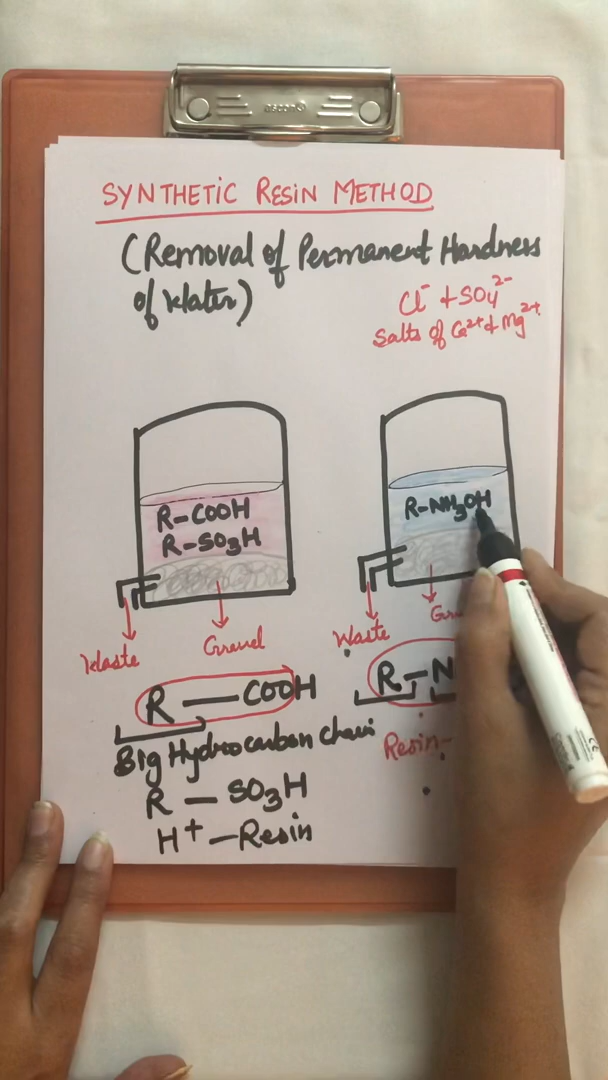 SYNTHETIC RESIN METHOD
(Removal of Permanent Hardness
of Water)
Cl⁻ + SO₄²⁻
Salts of Ca²⁺ + Mg²⁺
R-COOH
R-SO₃H
R-NH₃OH
Waste
Gravel
Waste
R — COOH
Big Hydrocarbon chain
R — SO₃H
H⁺ — Resin
R-N
Resin-